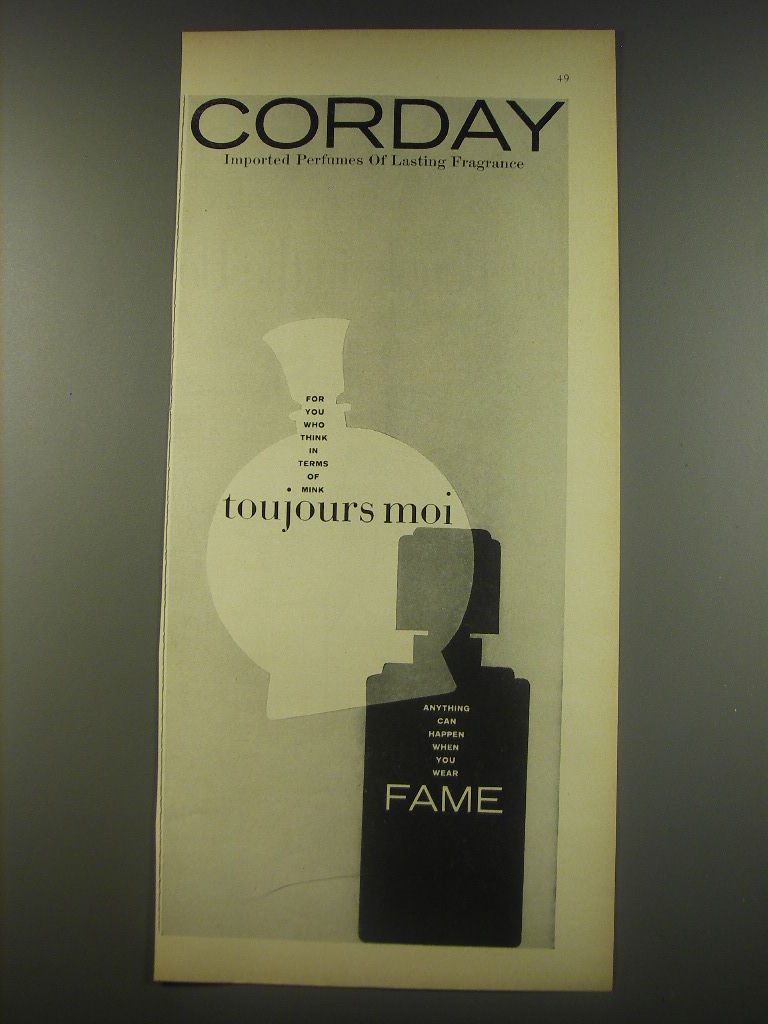 49
CORDAY
Imported Perfumes Of Lasting Fragrance
FOR
YOU
WHO
THINK
IN
TERMS
OF
MINK
toujours moi
ANYTHING
CAN
HAPPEN
WHEN
YOU
WEAR
FAME